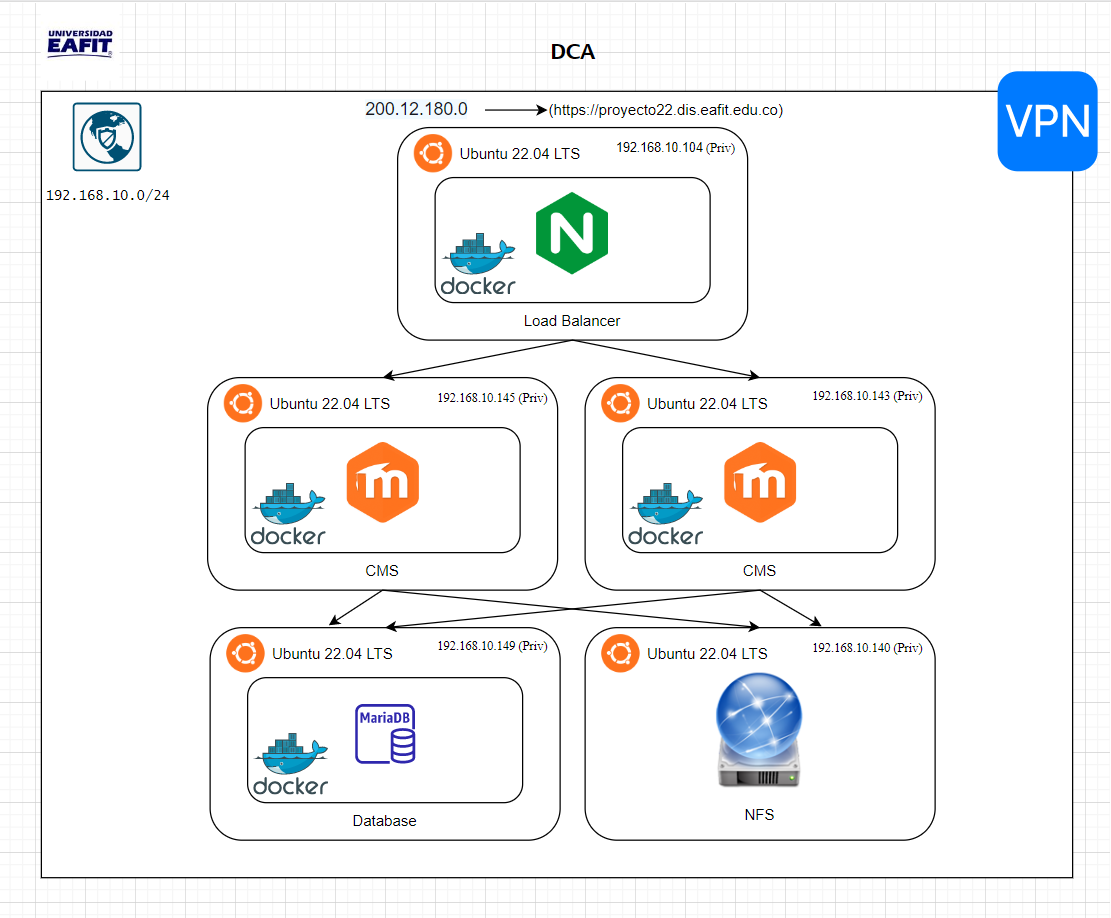 UNIVERSIDAD
EAFIT
DCA
VPN
200.12.180.0
(https://proyecto22.dis.eafit.edu.co)
192.168.10.0/24
Ubuntu 22.04 LTS
192.168.10.104 (Priv)
docker
Load Balancer
Ubuntu 22.04 LTS
192.168.10.145 (Priv)
m
docker
CMS
Ubuntu 22.04 LTS
192.168.10.143 (Priv)
m
docker
CMS
Ubuntu 22.04 LTS
192.168.10.149 (Priv)
MariaDB
docker
Database
Ubuntu 22.04 LTS
192.168.10.140 (Priv)
NFS